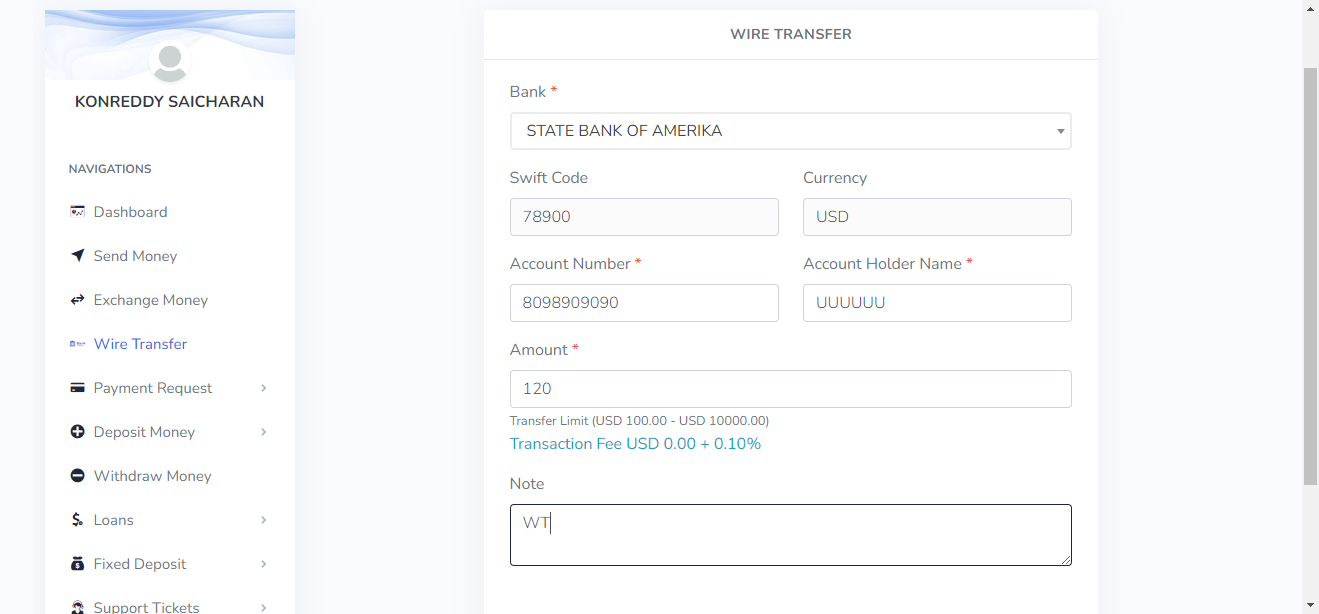 KONREDDY SAICHARAN
NAVIGATIONS
Dashboard
Send Money
Exchange Money
Wire Transfer
Payment Request
Deposit Money
Withdraw Money
Loans
Fixed Deposit
Support Tickets
WIRE TRANSFER
Bank *
STATE BANK OF AMERIKA
Swift Code
Currency
78900
USD
Account Number *
Account Holder Name *
8098909090
UUUUUU
Amount *
120
Transfer Limit (USD 100.00 - USD 10000.00)
Transaction Fee USD 0.00 + 0.10%
Note
WT